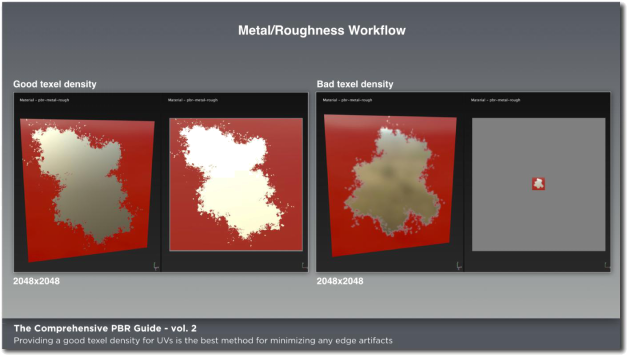 Metal/Roughness Workflow
Good texel density
Bad texel density
Material - pbr-metal-rough
Material - pbr-metal-rough
Material - pbr-metal-rough
Material - pbr-metal-rough
2048x2048
2048x2048
The Comprehensive PBR Guide - vol. 2
Providing a good texel density for UVs is the best method for minimizing any edge artifacts